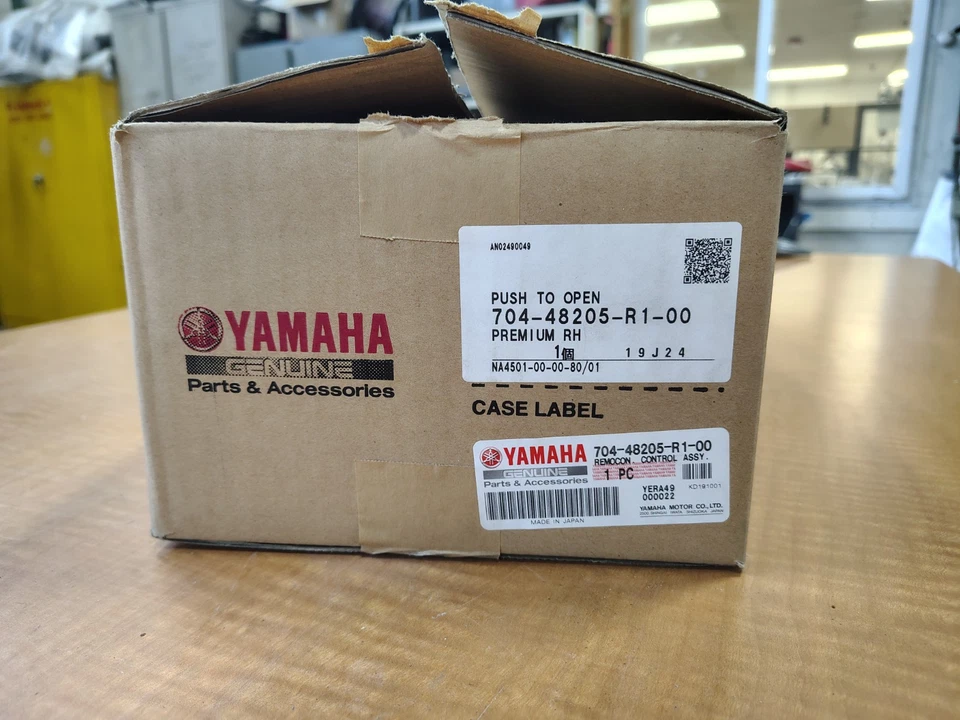 YAMAHA
GENUINE
Parts & Accessories
AN02490049
PUSH TO OPEN
704-48205-R1-00
PREMIUM RH
1個 19J24
NA4501-00-00-80/01
CASE LABEL
YAMAHA
GENUINE
Parts & Accessories
704-48205-R1-00
REMOCON. CONTROL ASSY.
1 PC
YERA49
000022
KD191001
YAMAHA MOTOR CO.,LTD.
MADE IN JAPAN